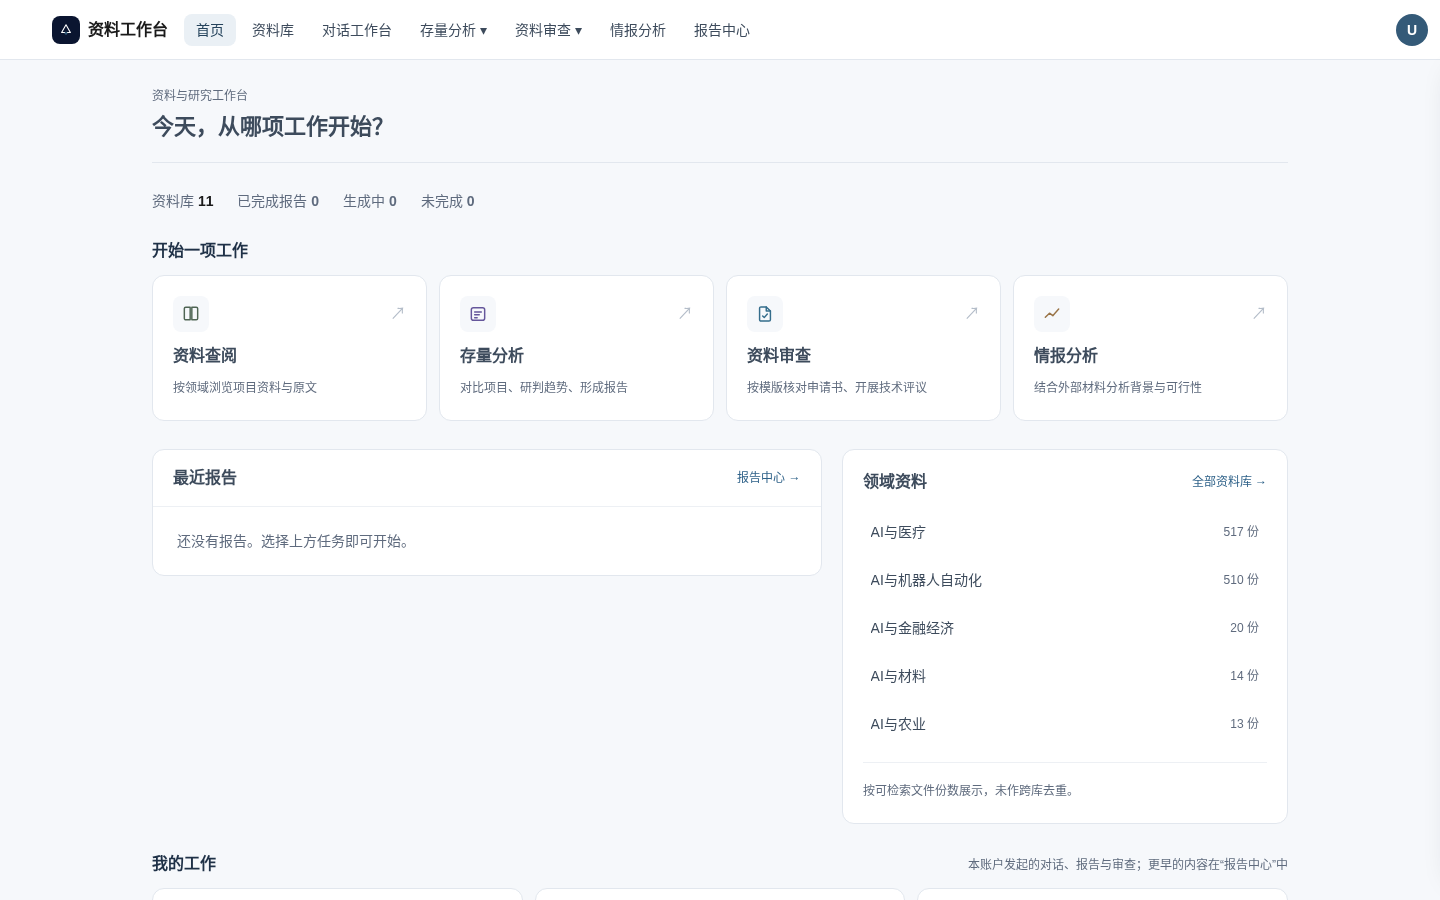 资料工作台 首页 资料库 对话工作台 存量分析 ▾ 资料审查 ▾ 情报分析 报告中心 U
资料与研究工作台
今天，从哪项工作开始？
资料库 11 已完成报告 0 生成中 0 未完成 0
开始一项工作
资料查阅
按领域浏览项目资料与原文
存量分析
对比项目、研判趋势、形成报告
资料审查
按模版核对申请书、开展技术评议
情报分析
结合外部材料分析背景与可行性
最近报告 报告中心 →
还没有报告。选择上方任务即可开始。
领域资料 全部资料库 →
AI与医疗 517 份
AI与机器人自动化 510 份
AI与金融经济 20 份
AI与材料 14 份
AI与农业 13 份
按可检索文件份数展示，未作跨库去重。
我的工作 本账户发起的对话、报告与审查；更早的内容在“报告中心”中